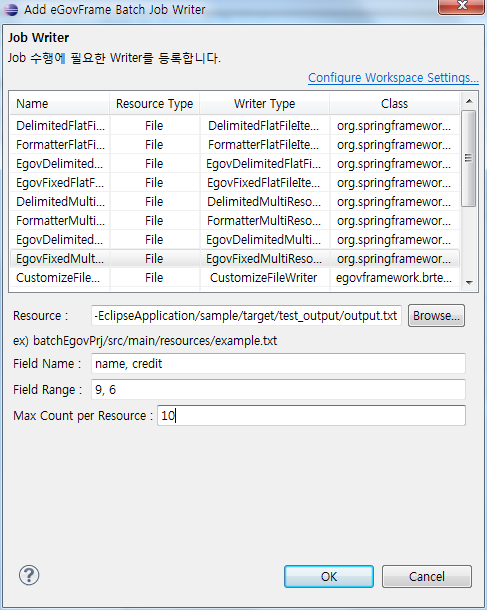 Add eGovFrame Batch Job Writer
Job Writer
Job 수행에 필요한 Writer를 등록합니다.
Configure Workspace Settings...
Name Resource Type Writer Type Class
DelimitedFlatFi... File DelimitedFlatFileIte... org.springframewor...
FormatterFlatFi... File FormatterFlatFileIte... org.springframewor...
EgovDelimited... File EgovDelimitedFlatFi... org.springframewor...
EgovFixedFlatF... File EgovFixedFlatFileIte... org.springframewor...
DelimitedMulti... File DelimitedMultiReso... org.springframewor...
FormatterMulti... File FormatterMultiReso... org.springframewor...
EgovDelimited... File EgovDelimitedMulti... org.springframewor...
EgovFixedMult... File EgovFixedMultiReso... org.springframewor...
CustomizeFile... File CustomizeFileWriter egovframework.brte...
Resource : -EclipseApplication/sample/target/test_output/output.txt Browse...
ex) batchEgovPrj/src/main/resources/example.txt
Field Name : name, credit
Field Range : 9, 6
Max Count per Resource : 10
? OK Cancel